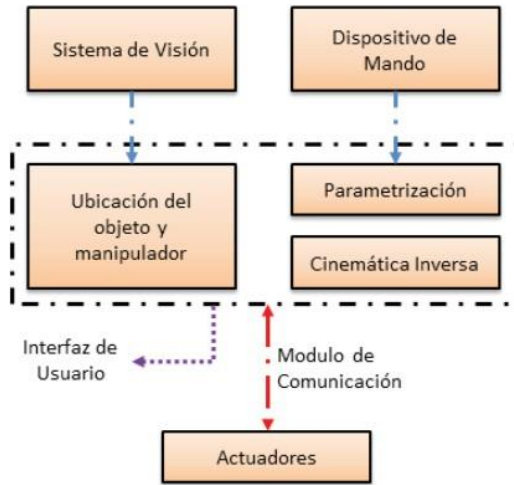 Sistema de Visión
Dispositivo de
Mando
Ubicación del
objeto y
manipulador
Parametrización
Cinemática Inversa
Interfaz de
Usuario
Modulo de
Comunicación
Actuadores